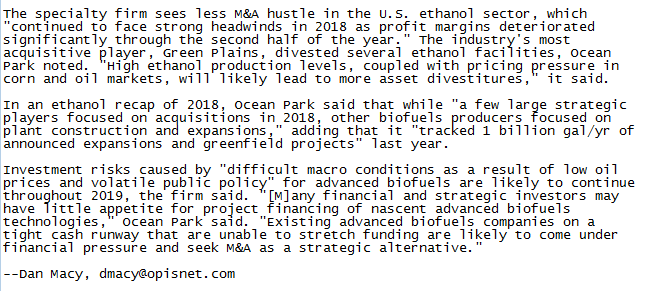 The specialty firm sees less M&A hustle in the U.S. ethanol sector, which
"continued to face strong headwinds in 2018 as profit margins deteriorated
significantly through the second half of the year." The industry's most
acquisitive player, Green Plains, divested several ethanol facilities, Ocean
Park noted. "High ethanol production levels, coupled with pricing pressure in
corn and oil markets, will likely lead to more asset divestitures," it said.

In an ethanol recap of 2018, Ocean Park said that while "a few large strategic
players focused on acquisitions in 2018, other biofuels producers focused on
plant construction and expansions," adding that it "tracked 1 billion gal/yr of
announced expansions and greenfield projects" last year.

Investment risks caused by "difficult macro conditions as a result of low oil
prices and volatile public policy" for advanced biofuels are likely to continue
throughout 2019, the firm said. "[M]any financial and strategic investors may
have little appetite for project financing of nascent advanced biofuels
technologies," Ocean Park said. "Existing advanced biofuels companies on a
tight cash runway that are unable to stretch funding are likely to come under
financial pressure and seek M&A as a strategic alternative."

--Dan Macy, dmacy@opisnet.com